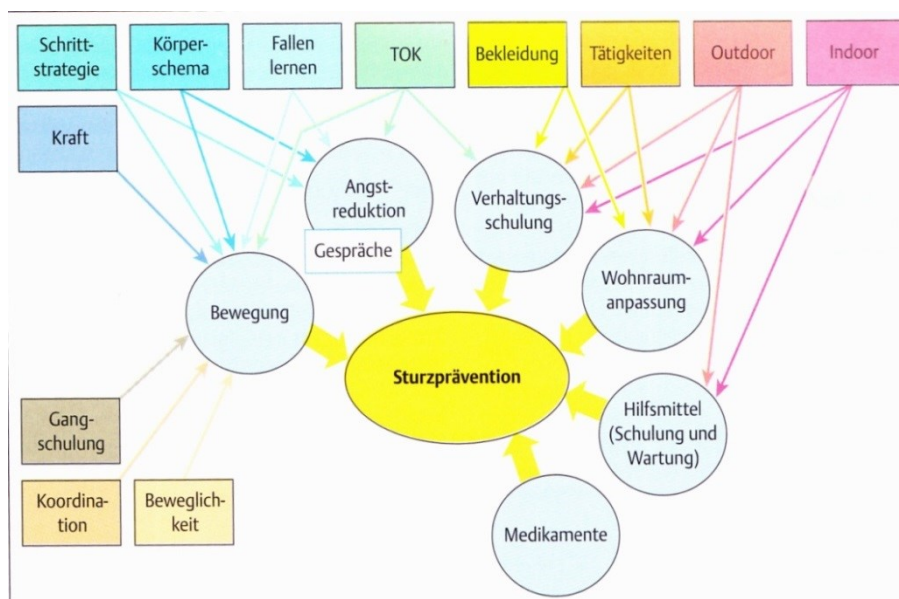 Schritt-
strategie
Körper-
schema
Fallen
lernen
TOK
Bekleidung
Tätigkeiten
Outdoor
Indoor
Kraft
Angst-
reduktion
Gespräche
Verhaltungs-
schulung
Wohnraum-
anpassung
Bewegung
Sturzprävention
Hilfsmittel
(Schulung und
Wartung)
Gang-
schulung
Koordina-
tion
Beweglich-
keit
Medikamente